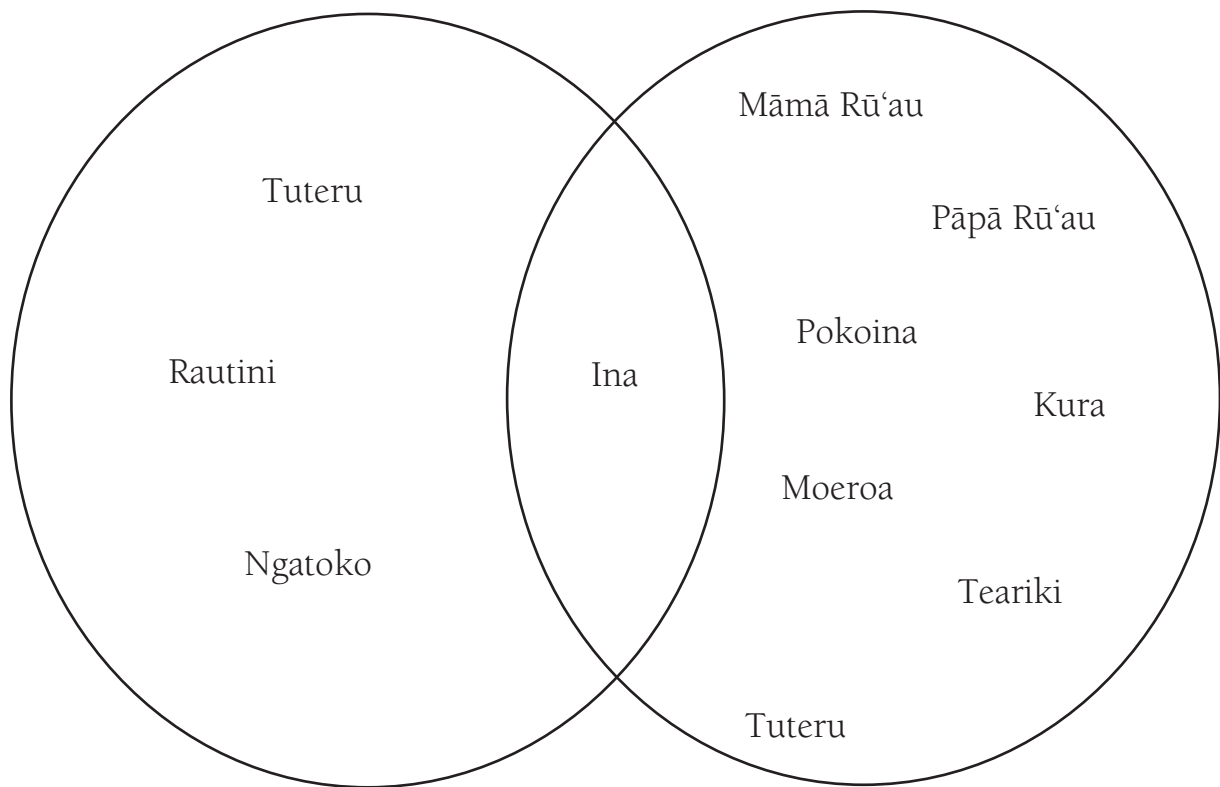 Tuteru
Rautini
Ngatoko
Ina
Māmā Rū‘au
Pāpā Rū‘au
Pokoina
Kura
Moeroa
Teariki
Tuteru